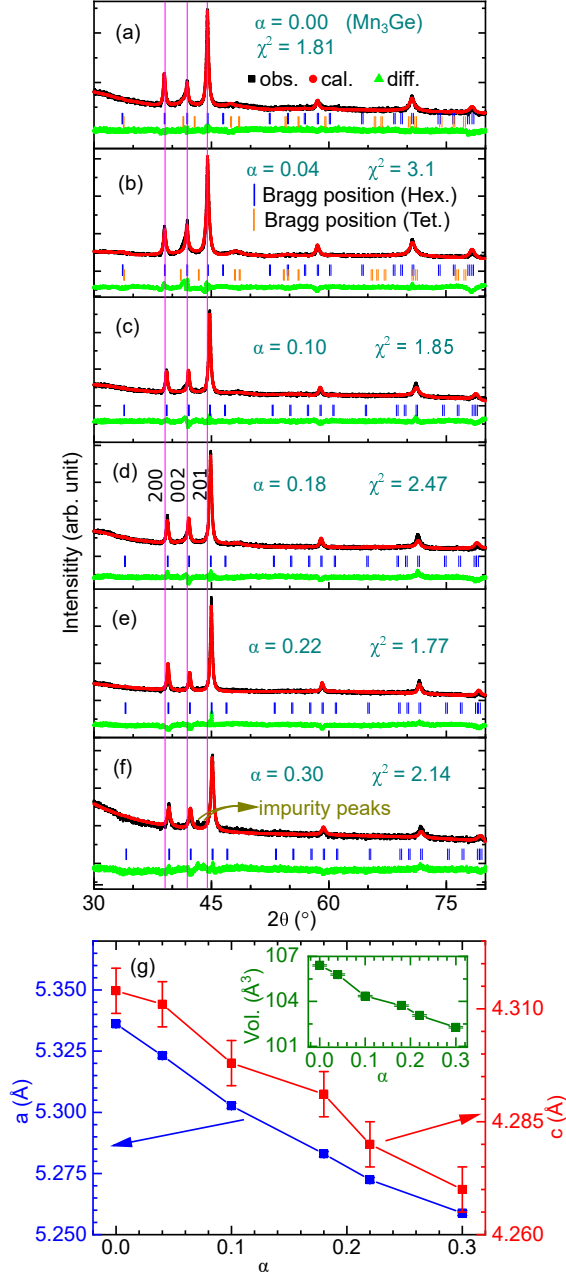 (a)
α = 0.00 (Mn₃Ge)
χ² = 1.81
obs. cal. diff.
(b)
α = 0.04 χ² = 3.1
Bragg position (Hex.)
Bragg position (Tet.)
(c)
α = 0.10 χ² = 1.85
(d)
200 002 201
α = 0.18 χ² = 2.47
(e)
α = 0.22 χ² = 1.77
(f)
α = 0.30 χ² = 2.14
impurity peaks
Intensitity (arb. unit)
30 45 60 75
2θ (°)
(g)
5.350
5.325
5.300
5.275
5.250
a (Å)
107
104
101
Vol. (Å³)
0.0 0.1 0.2 0.3
α
4.310
4.285
4.260
c (Å)
0.0 0.1 0.2 0.3
α